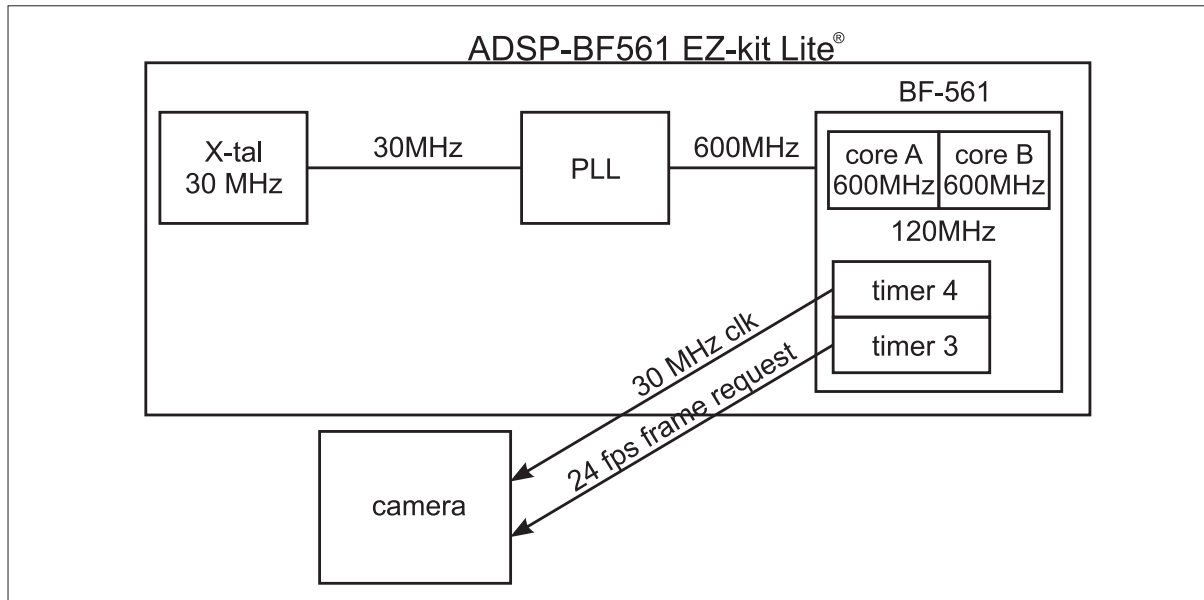 ADSP-BF561 EZ-kit Lite®
BF-561
X-tal
30 MHz
30MHz
PLL
600MHz
core A
600MHz
core B
600MHz
120MHz
timer 4
timer 3
30 MHz clk
24 fps frame request
camera